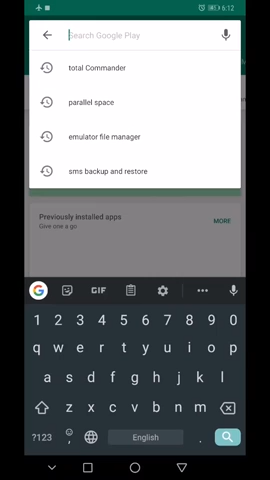 6:12
Search Google Play
total Commander
parallel space
emulator file manager
sms backup and restore
Previously installed apps
Give one a go
MORE
G GIF
1 2 3 4 5 6 7 8 9 0
q w e r t y u i o p
a s d f g h j k l
z x c v b n m
?123 , English .